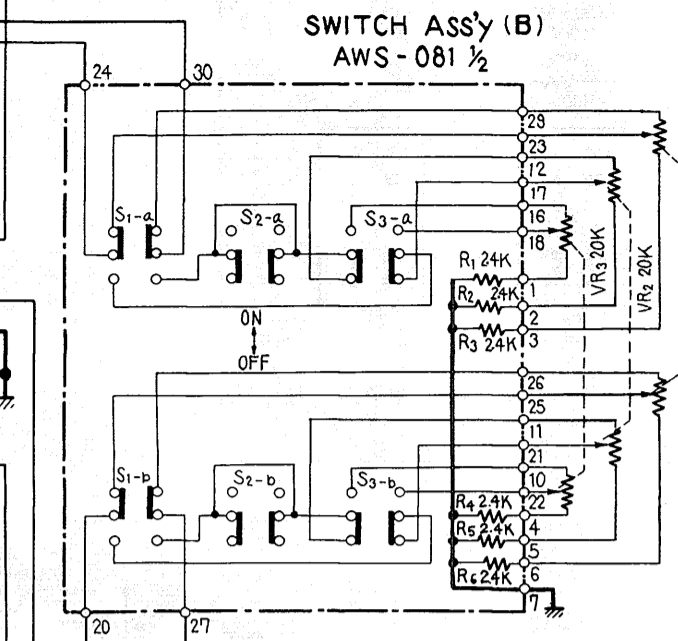 SWITCH ASS'Y (B)
AWS-081 ½
24
30
29
23
12
17
16
18
1
2
3
S1-a
S2-a
S3-a
R1 24K
R2 24K
R3 24K
VR3 20K
VR2 20K
ON
OFF
26
25
11
21
10
22
4
5
6
7
S1-b
S2-b
S3-b
R4 2.4K
R5 2.4K
R6 24K
20
27